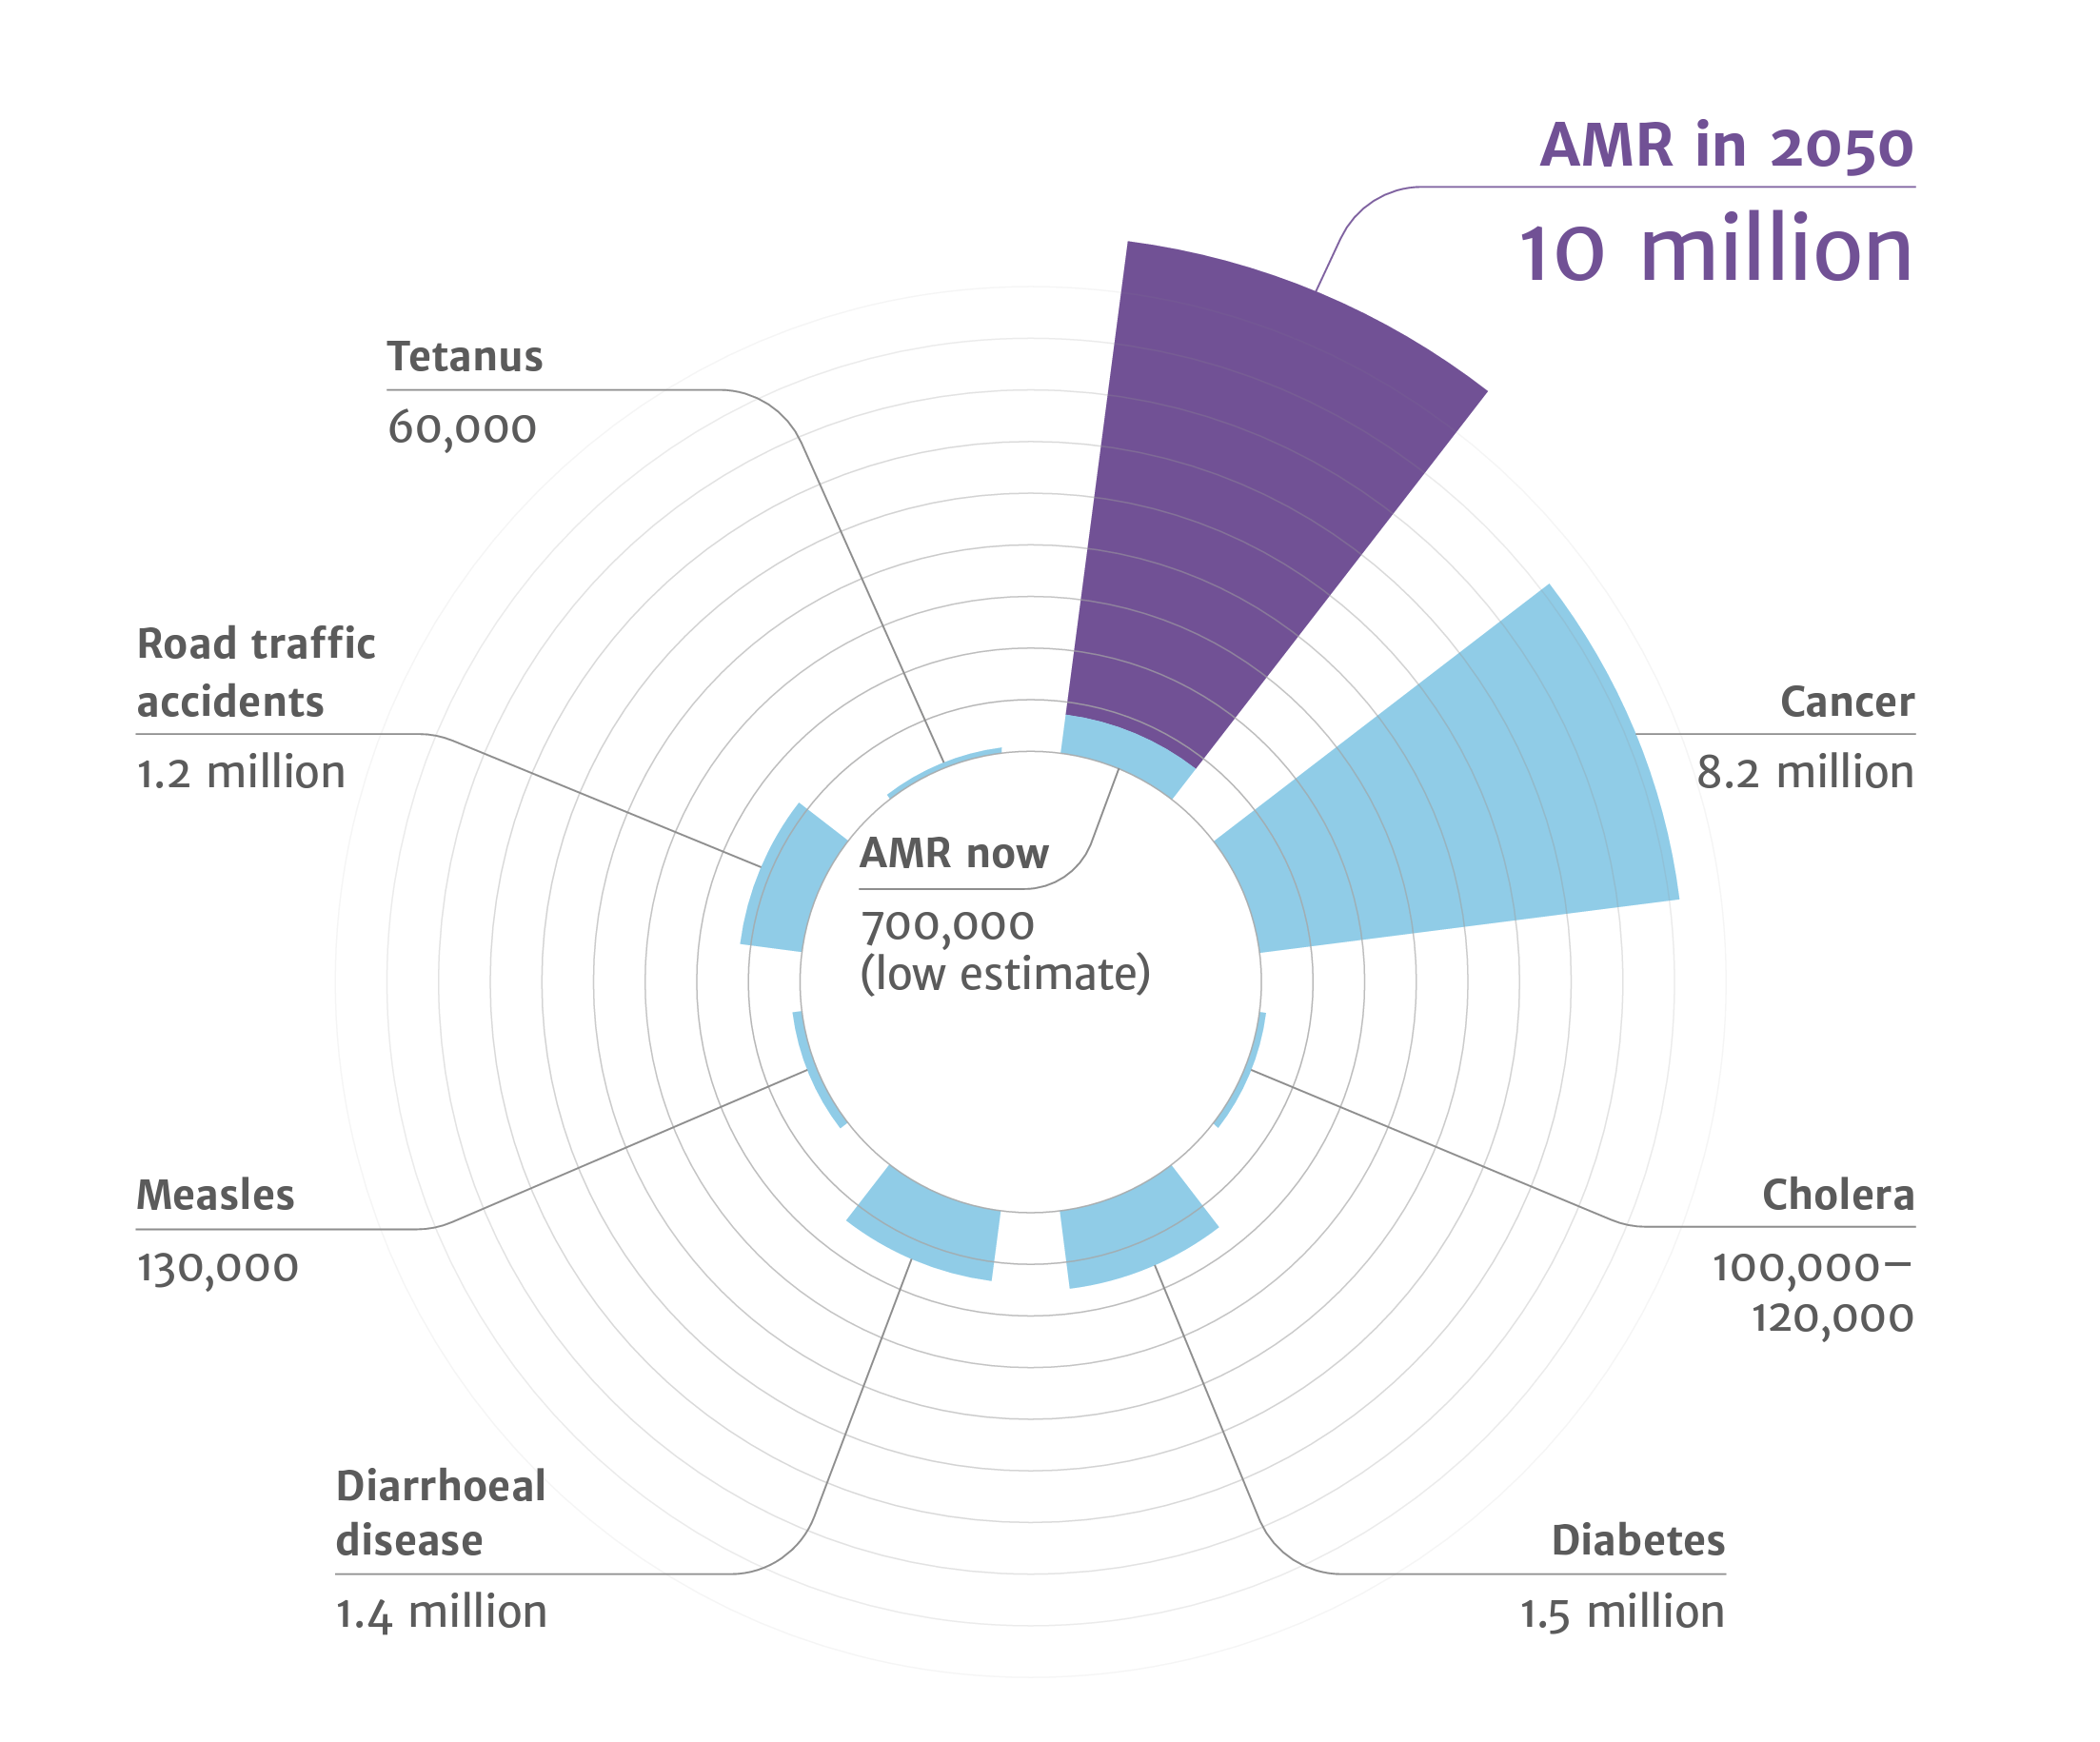 AMR in 2050
10 million
Tetanus
60,000
Road traffic
accidents
1.2 million
Cancer
8.2 million
AMR now
700,000
(low estimate)
Measles
130,000
Cholera
100,000–
120,000
Diarrhoeal
disease
1.4 million
Diabetes
1.5 million